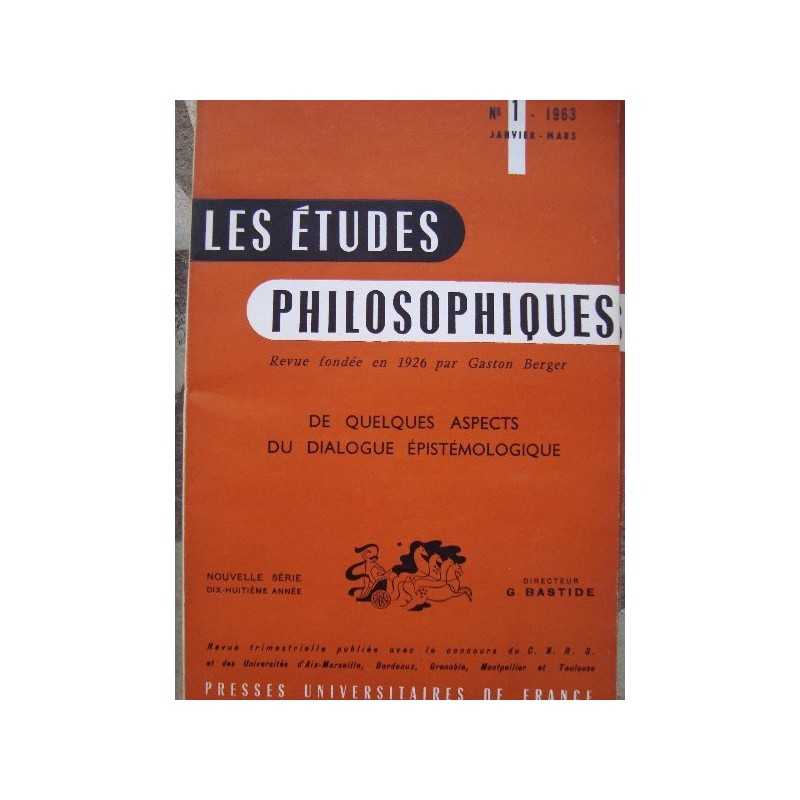 Nº 1 - 1963
JANVIER - MARS
LES ÉTUDES
PHILOSOPHIQUES
Revue fondée en 1926 par Gaston Berger
DE QUELQUES ASPECTS
DU DIALOGUE ÉPISTÉMOLOGIQUE
NOUVELLE SÉRIE
DIX-HUITIÈME ANNÉE
DIRECTEUR
G. BASTIDE
Revue trimestrielle publiée avec le concours du C. N. R. S.
et des Universités d'Aix-Marseille, Bordeaux, Grenoble, Montpellier et Toulouse
PRESSES UNIVERSITAIRES DE FRANCE